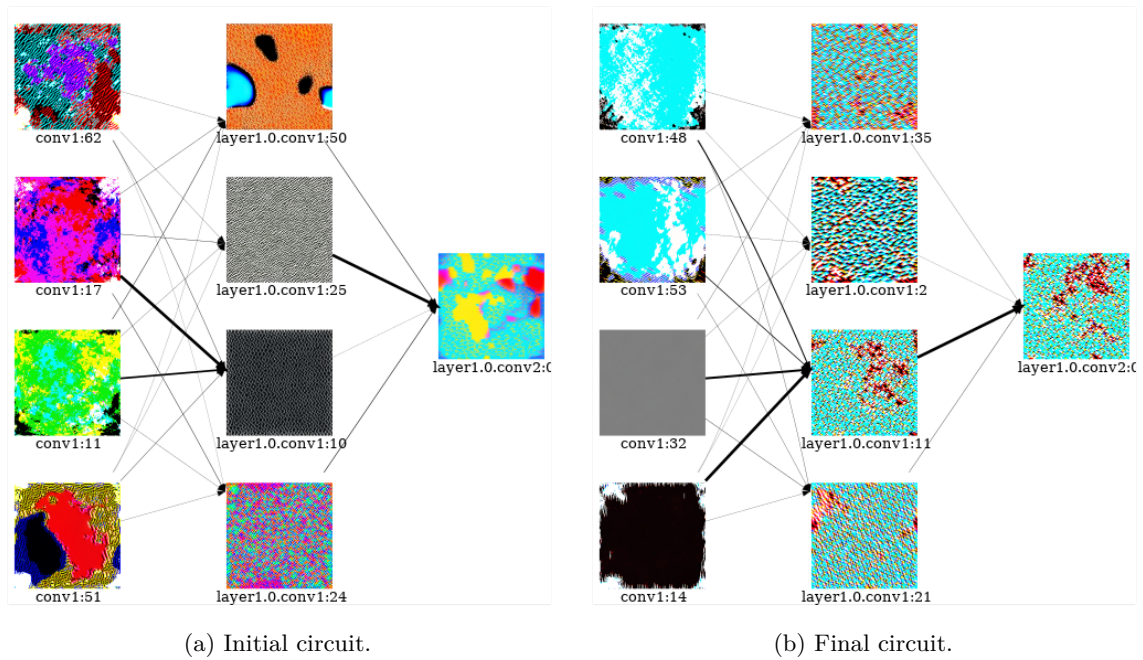 conv1:62
layer1.0.conv1:50
conv1:17
layer1.0.conv1:25
layer1.0.conv2:0
conv1:11
layer1.0.conv1:10
conv1:51
layer1.0.conv1:24
(a) Initial circuit.
conv1:48
layer1.0.conv1:35
conv1:53
layer1.0.conv1:2
layer1.0.conv2:0
conv1:32
layer1.0.conv1:11
conv1:14
layer1.0.conv1:21
(b) Final circuit.